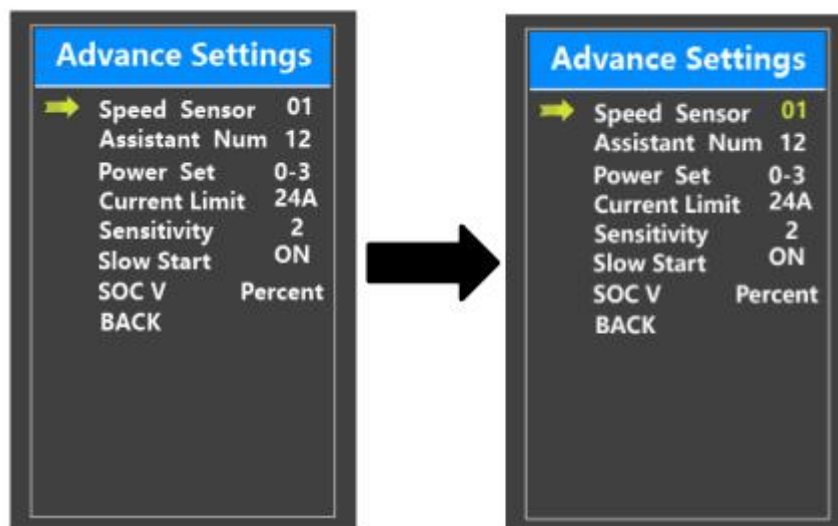 Advance Settings
Speed Sensor 01
Assistant Num 12
Power Set 0-3
Current Limit 24A
Sensitivity 2
Slow Start ON
SOC V Percent
BACK
Advance Settings
Speed Sensor 01
Assistant Num 12
Power Set 0-3
Current Limit 24A
Sensitivity 2
Slow Start ON
SOC V Percent
BACK